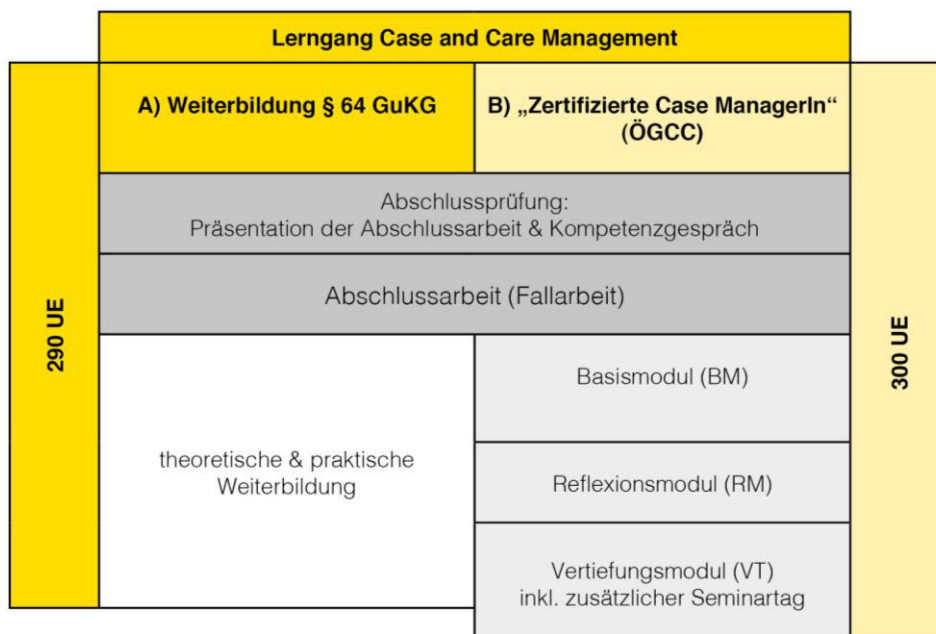 Lerngang Case and Care Management
A) Weiterbildung § 64 GuKG
B) „Zertifizierte Case ManagerIn“
(ÖGCC)
Abschlussprüfung:
Präsentation der Abschlussarbeit & Kompetenzgespräch
Abschlussarbeit (Fallarbeit)
290 UE
theoretische & praktische
Weiterbildung
Basismodul (BM)
Reflexionsmodul (RM)
Vertiefungsmodul (VT)
inkl. zusätzlicher Seminartag
300 UE